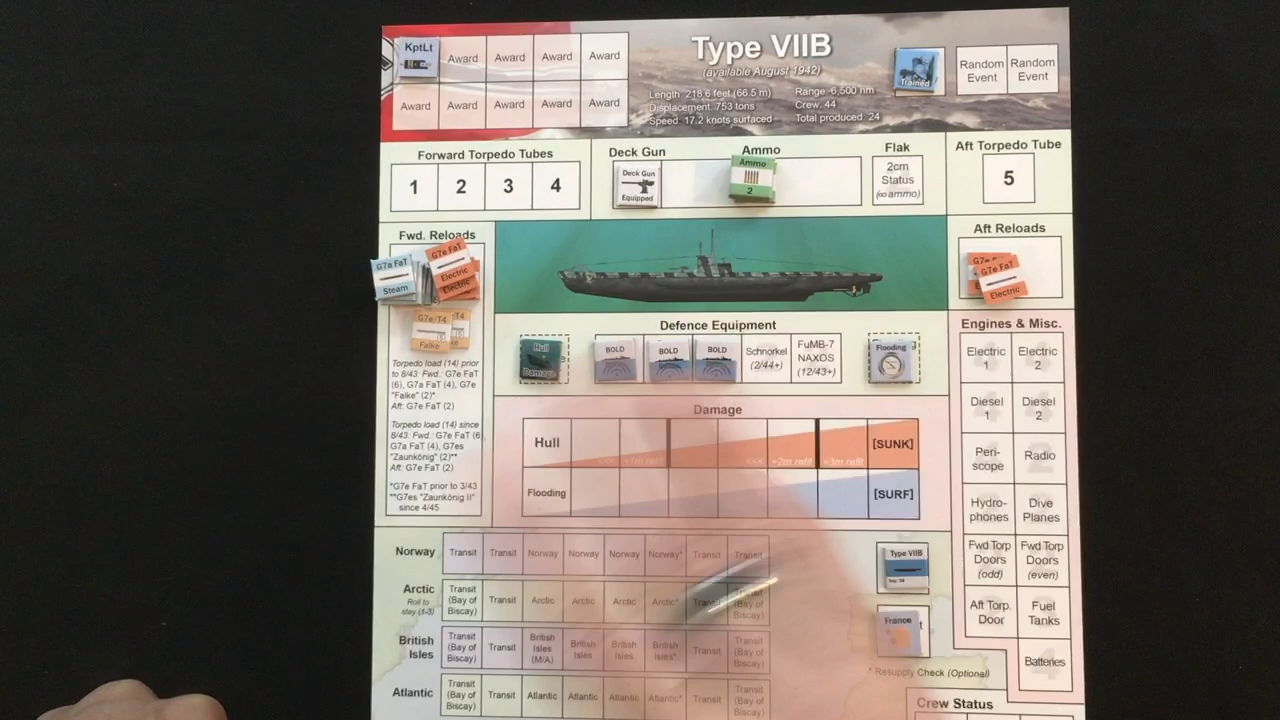 KptLt
Award
Award
Award
Award
Award
Award
Award
Award
Award
Type VIIB
(available August 1942)
Length 218.6 feet (66.5 m)
Displacement: 753 tons
Speed: 17.2 knots surfaced
Range 6,500 nm
Crew: 44
Total produced: 24
Trained
Random
Event
Random
Event
Forward Torpedo Tubes
1
2
3
4
Deck Gun
Deck Gun
Equipped
Ammo
Ammo
2
Flak
2cm
Status
(∞ ammo)
Aft Torpedo Tube
5
Fwd. Reloads
G7a FaT
Steam
G7e FaT
Electric
Electric
G7e/T4
Falke
T4
Torpedo load (14) prior
to 8/43: Fwd.: G7e FaT
(6), G7a FaT (4), G7e
"Falke" (2)*
Aft: G7e FaT (2)
Torpedo load (14) since
8/43: Fwd.: G7e FaT (6
G7a FaT (4), G7es
"Zaunkönig" (2)**
Aft: G7e FaT (2)
*G7e FaT prior to 3/43
**G7es "Zaunkönig II"
since 4/45
Aft Reloads
G7e FaT
Electric
Defence Equipment
Hull
Damage
BOLD
BOLD
BOLD
Schnorkel
(2/44+)
FuMB-7
NAXOS
(12/43+)
Flooding
Damage
Hull
<<<
+1m refit
<<<
+2m refit
+3m refit
[SUNK]
Flooding
[SURF]
Engines & Misc.
Electric
1
Electric
2
Diesel
1
Diesel
2
Peri-
scope
Radio
Hydro-
phones
Dive
Planes
Fwd Torp
Doors
(odd)
Fwd Torp
Doors
(even)
Aft Torp.
Door
Fuel
Tanks
Batteries
Norway
Transit
Transit
Norway
Norway
Norway
Norway*
Transit
Transit
Arctic
Roll to
stay (1-3)
Transit
(Bay of
Biscay)
Transit
Arctic
Arctic
Arctic
Arctic*
Transit
Transit
(Bay of
Biscay)
British
Isles
Transit
(Bay of
Biscay)
Transit
British
Isles
(M/A)
British
Isles
British
Isles
British
Isles*
Transit
Transit
(Bay of
Biscay)
Atlantic
Transit
(Bay of
Biscay)
Transit
Atlantic
Atlantic
Atlantic
Atlantic*
Transit
Transit
(Bay of
Biscay)
Type VIIB
France
* Resupply Check (Optional)
Crew Status